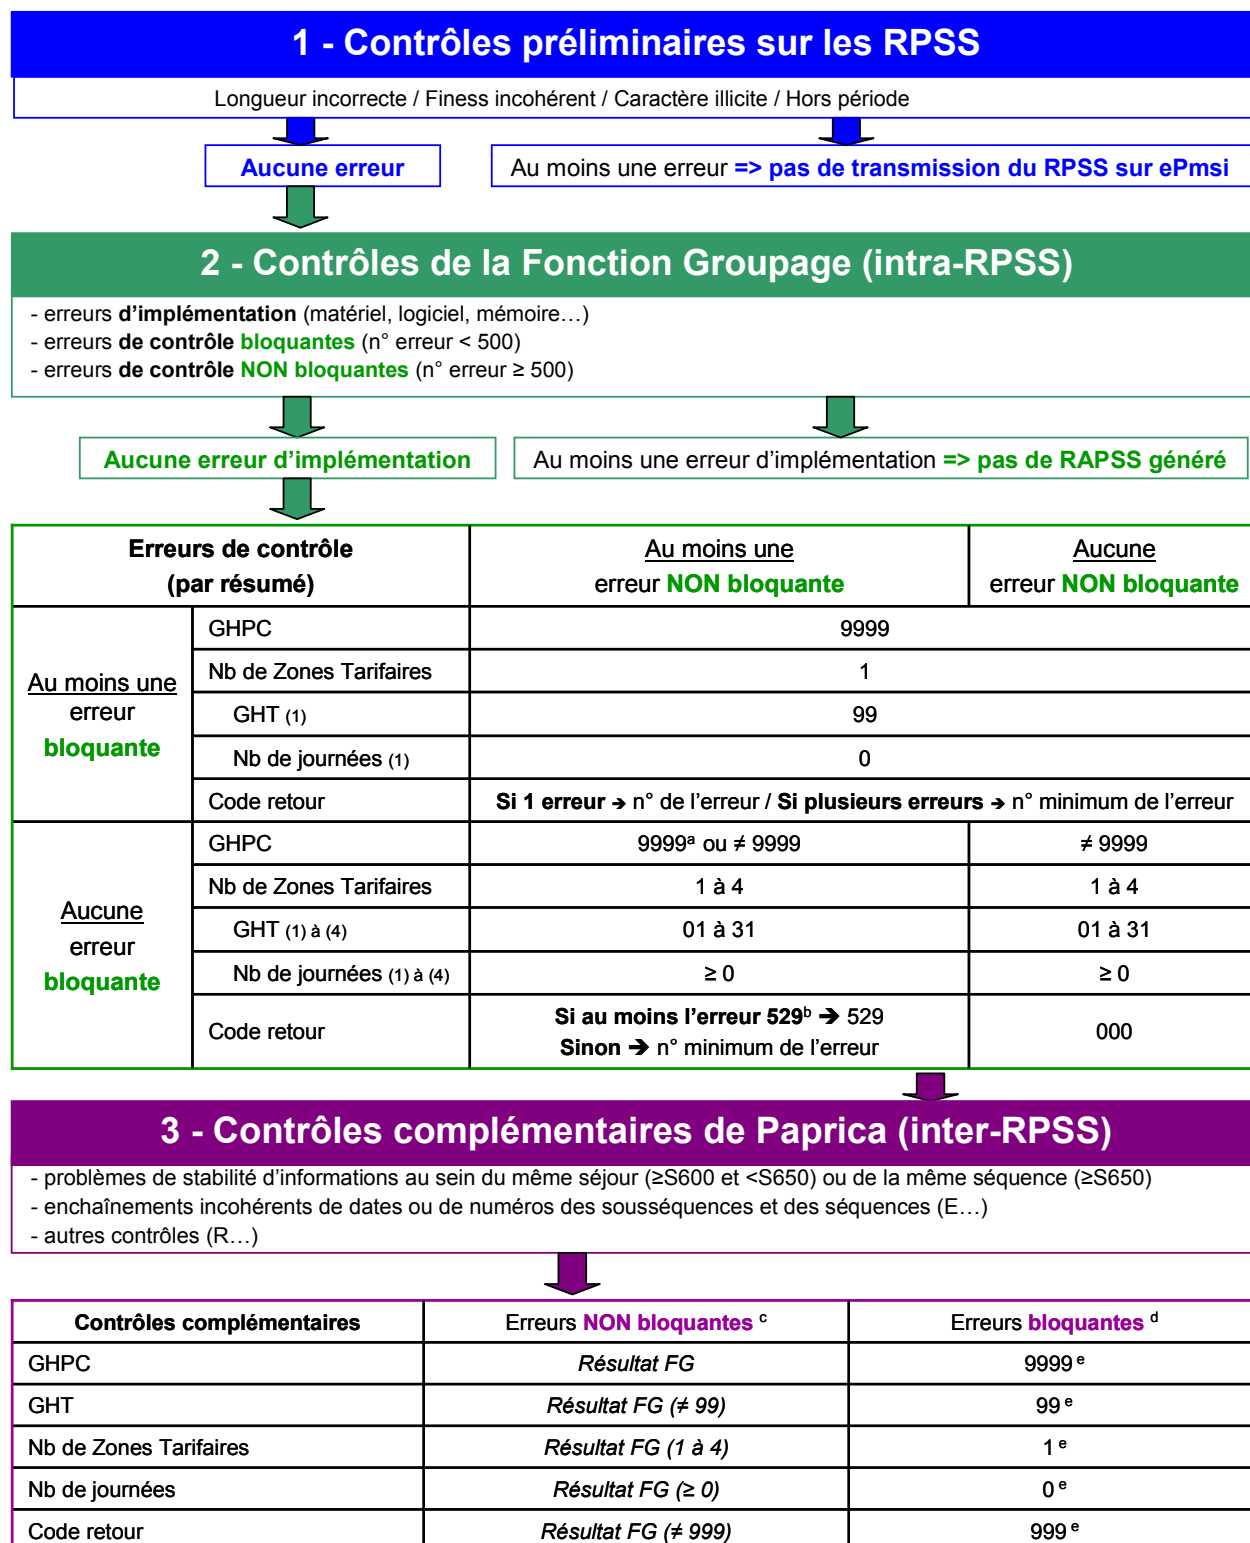 1 - Contrôles préliminaires sur les RPSS
Longueur incorrecte / Finess incohérent / Caractère illicite / Hors période
Aucune erreur
Au moins une erreur => pas de transmission du RPSS sur ePmsi
2 - Contrôles de la Fonction Groupage (intra-RPSS)
- erreurs d’implémentation (matériel, logiciel, mémoire…)
- erreurs de contrôle bloquantes (n° erreur < 500)
- erreurs de contrôle NON bloquantes (n° erreur ≥ 500)
Aucune erreur d’implémentation
Au moins une erreur d’implémentation => pas de RAPSS généré
Erreurs de contrôle
(par résumé)
Au moins une
erreur NON bloquante
Aucune
erreur NON bloquante
Au moins une
erreur
bloquante
GHPC
9999
Nb de Zones Tarifaires
1
GHT (1)
99
Nb de journées (1)
0
Code retour
Si 1 erreur ➔ n° de l’erreur / Si plusieurs erreurs ➔ n° minimum de l’erreur
Aucune
erreur
bloquante
GHPC
9999ᵃ ou ≠ 9999
≠ 9999
Nb de Zones Tarifaires
1 à 4
1 à 4
GHT (1) à (4)
01 à 31
01 à 31
Nb de journées (1) à (4)
≥ 0
≥ 0
Code retour
Si au moins l’erreur 529ᵇ ➔ 529
Sinon ➔ n° minimum de l’erreur
000
3 - Contrôles complémentaires de Paprica (inter-RPSS)
- problèmes de stabilité d’informations au sein du même séjour (≥S600 et <S650) ou de la même séquence (≥S650)
- enchaînements incohérents de dates ou de numéros des sousséquences et des séquences (E…)
- autres contrôles (R…)
Contrôles complémentaires
Erreurs NON bloquantes ᶜ
Erreurs bloquantes ᵈ
GHPC
Résultat FG
9999 ᵉ
GHT
Résultat FG (≠ 99)
99 ᵉ
Nb de Zones Tarifaires
Résultat FG (1 à 4)
1 ᵉ
Nb de journées
Résultat FG (≥ 0)
0 ᵉ
Code retour
Résultat FG (≠ 999)
999 ᵉ